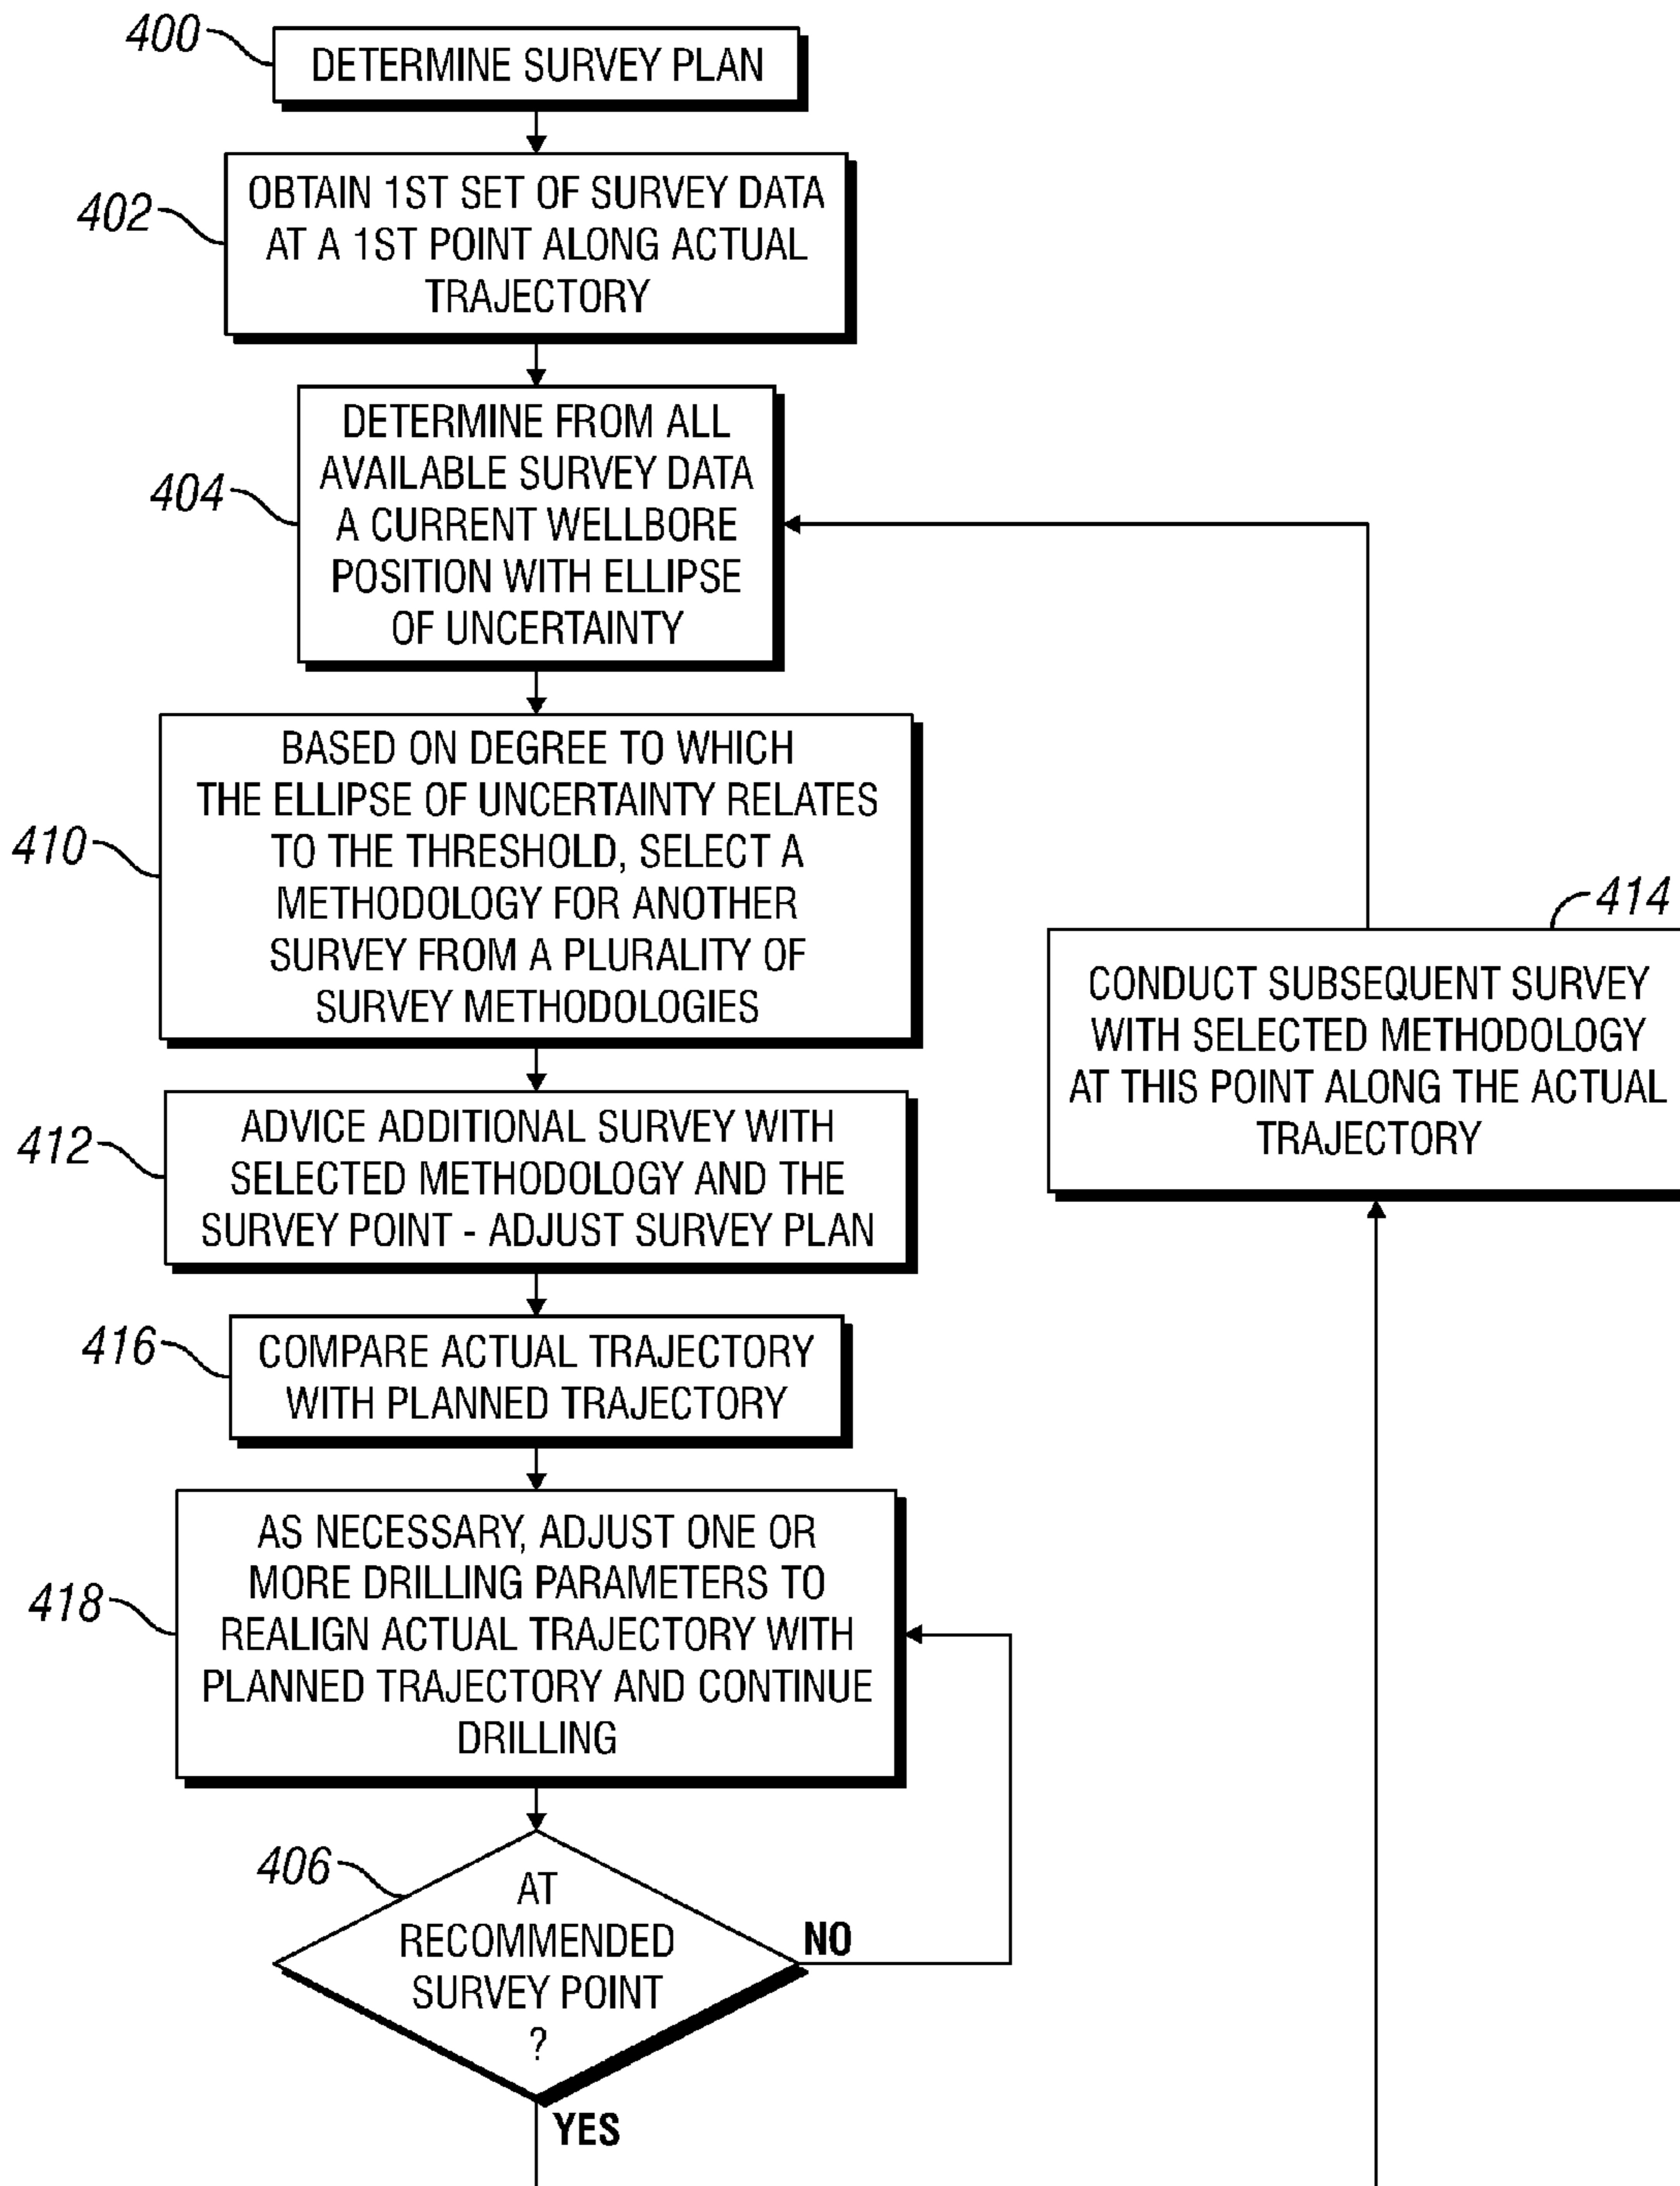 400
DETERMINE SURVEY PLAN
402
OBTAIN 1ST SET OF SURVEY DATA
AT A 1ST POINT ALONG ACTUAL
TRAJECTORY
404
DETERMINE FROM ALL
AVAILABLE SURVEY DATA
A CURRENT WELLBORE
POSITION WITH ELLIPSE
OF UNCERTAINTY
410
BASED ON DEGREE TO WHICH
THE ELLIPSE OF UNCERTAINTY RELATES
TO THE THRESHOLD, SELECT A
METHODOLOGY FOR ANOTHER
SURVEY FROM A PLURALITY OF
SURVEY METHODOLOGIES
412
ADVICE ADDITIONAL SURVEY WITH
SELECTED METHODOLOGY AND THE
SURVEY POINT - ADJUST SURVEY PLAN
416
COMPARE ACTUAL TRAJECTORY
WITH PLANNED TRAJECTORY
418
AS NECESSARY, ADJUST ONE OR
MORE DRILLING PARAMETERS TO
REALIGN ACTUAL TRAJECTORY WITH
PLANNED TRAJECTORY AND CONTINUE
DRILLING
406
AT
RECOMMENDED
SURVEY POINT
?
NO
YES
414
CONDUCT SUBSEQUENT SURVEY
WITH SELECTED METHODOLOGY
AT THIS POINT ALONG THE ACTUAL
TRAJECTORY